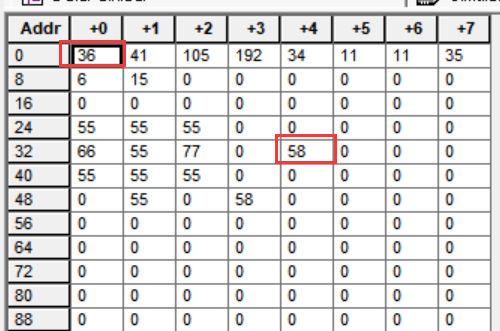 Addr +0 +1 +2 +3 +4 +5 +6 +7
0 36 41 105 192 34 11 11 35
8 6 15 0 0 0 0 0 0
16 0 0 0 0 0 0 0 0
24 55 55 55 0 0 0 0 0
32 66 55 77 0 58 0 0 0
40 55 55 55 0 0 0 0 0
48 0 55 0 58 0 0 0 0
56 0 0 0 0 0 0 0 0
64 0 0 0 0 0 0 0 0
72 0 0 0 0 0 0 0 0
80 0 0 0 0 0 0 0 0
88 0 0 0 0 0 0 0 0